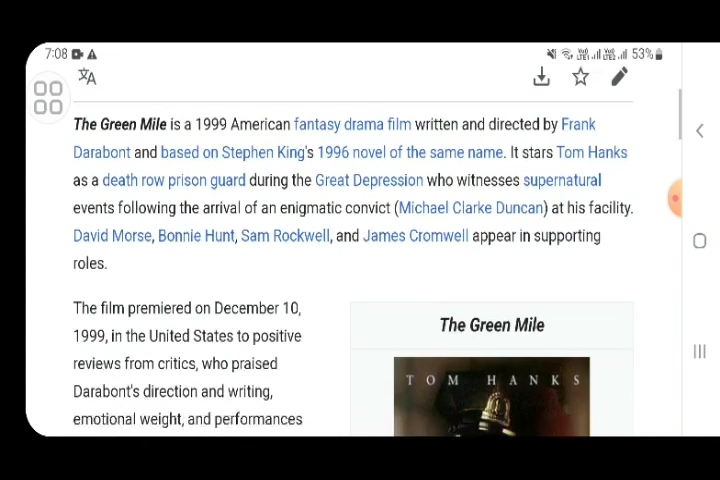 7:08
53%
The Green Mile is a 1999 American fantasy drama film written and directed by Frank
Darabont and based on Stephen King's 1996 novel of the same name. It stars Tom Hanks
as a death row prison guard during the Great Depression who witnesses supernatural
events following the arrival of an enigmatic convict (Michael Clarke Duncan) at his facility.
David Morse, Bonnie Hunt, Sam Rockwell, and James Cromwell appear in supporting
roles.
The film premiered on December 10,
1999, in the United States to positive
reviews from critics, who praised
Darabont's direction and writing,
emotional weight, and performances
The Green Mile
TOM HANKS